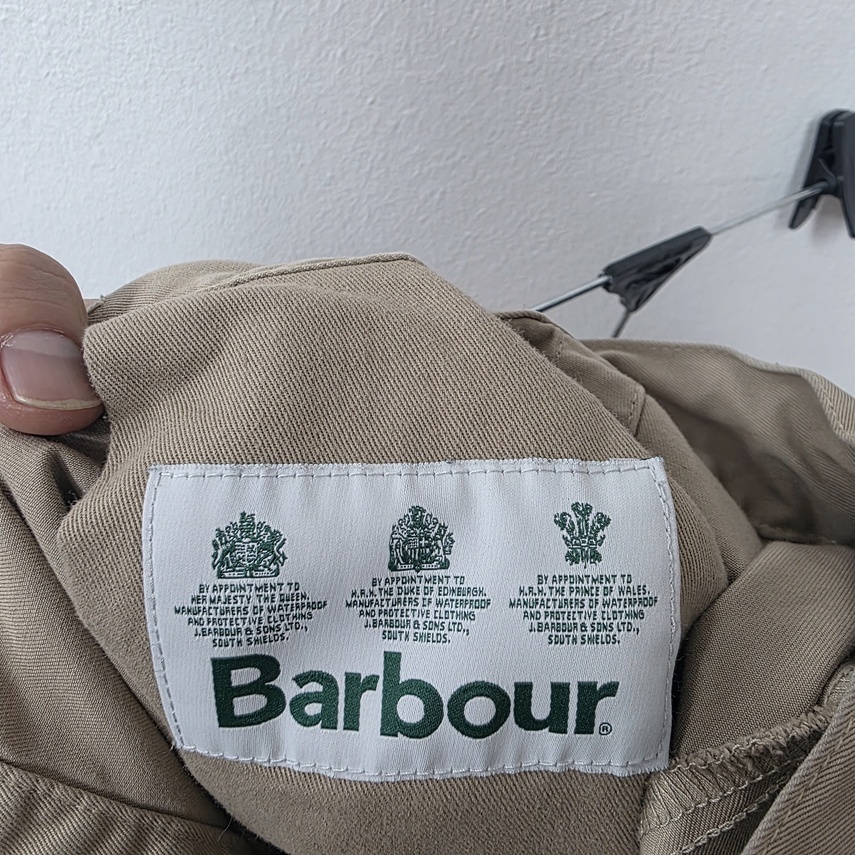 BY APPOINTMENT TO
HER MAJESTY THE QUEEN.
MANUFACTURERS OF WATERPROOF
AND PROTECTIVE CLOTHING
J.BARBOUR & SONS LTD.,
SOUTH SHIELDS.
BY APPOINTMENT TO
H.R.H. THE DUKE OF EDINBURGH.
MANUFACTURERS OF WATERPROOF
AND PROTECTIVE CLOTHING
J.BARBOUR & SONS LTD.,
SOUTH SHIELDS.
BY APPOINTMENT TO
H.R.H. THE PRINCE OF WALES.
MANUFACTURERS OF WATERPROOF
AND PROTECTIVE CLOTHING
J.BARBOUR & SONS LTD.,
SOUTH SHIELDS.
Barbour®